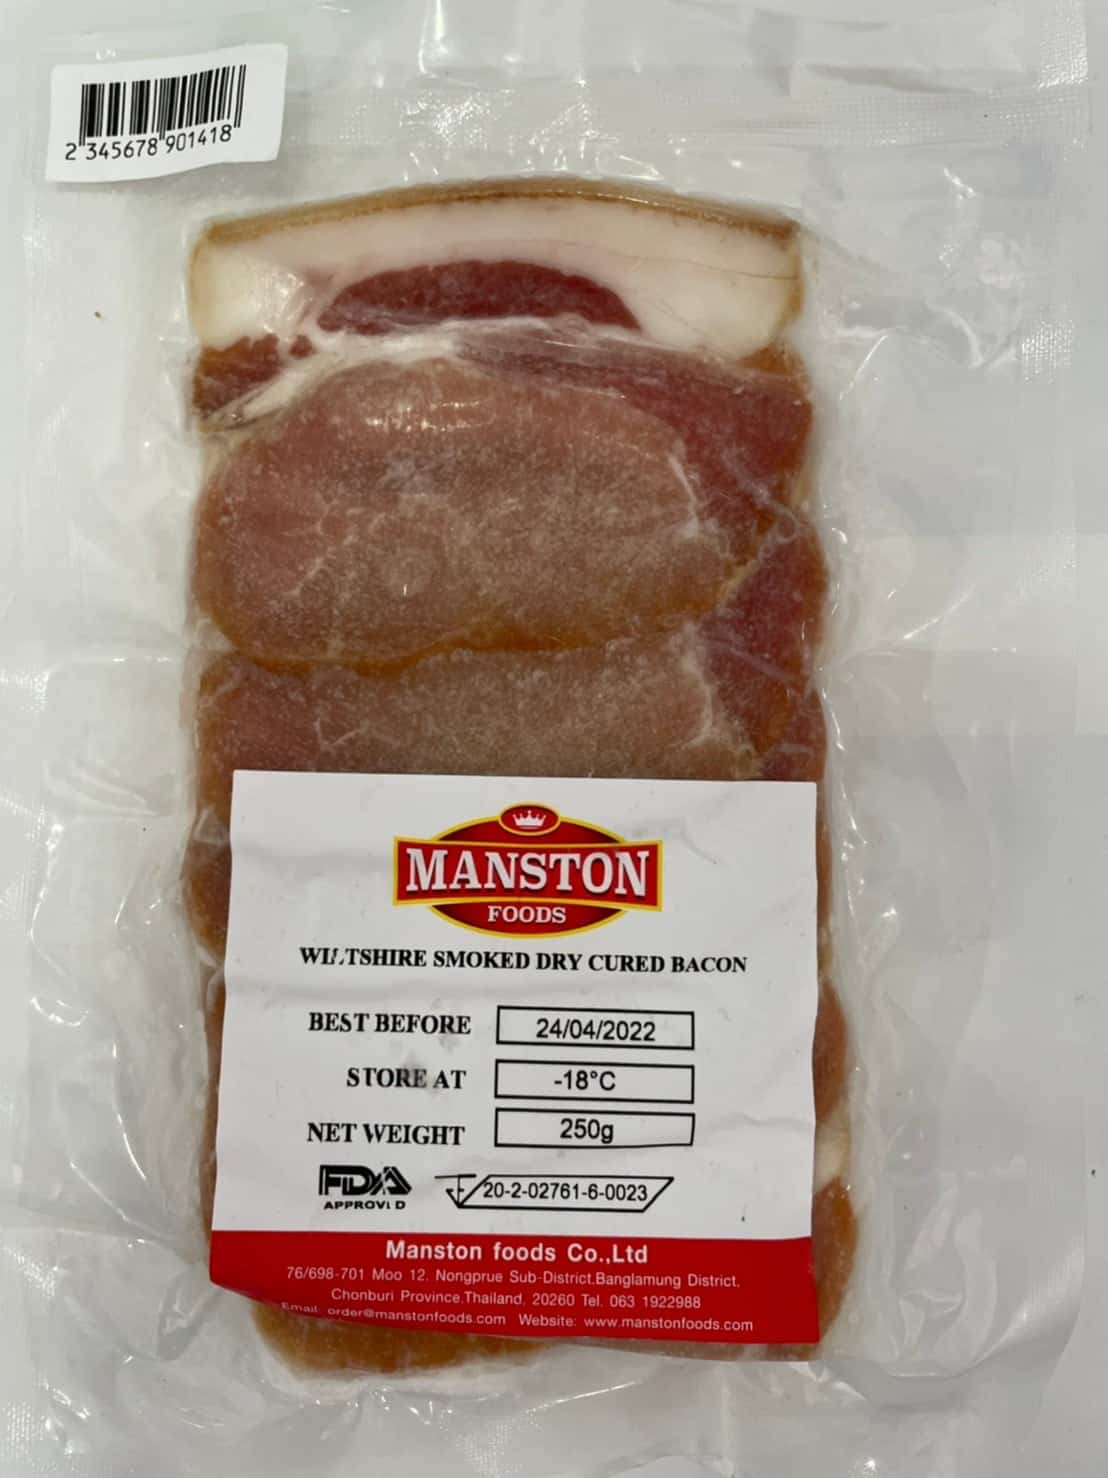 2 345678 901418
MANSTON
FOODS
WILTSHIRE SMOKED DRY CURED BACON
BEST BEFORE 24/04/2022
STORE AT -18°C
NET WEIGHT 250g
FDA
APPROVED
20-2-02761-6-0023
Manston foods Co.,Ltd
76/698-701 Moo 12. Nongprue Sub-District.Banglamung District.
Chonburi Province.Thailand. 20260 Tel. 063 1922988
Email: order@manstonfoods.com Website: www.manstonfoods.com